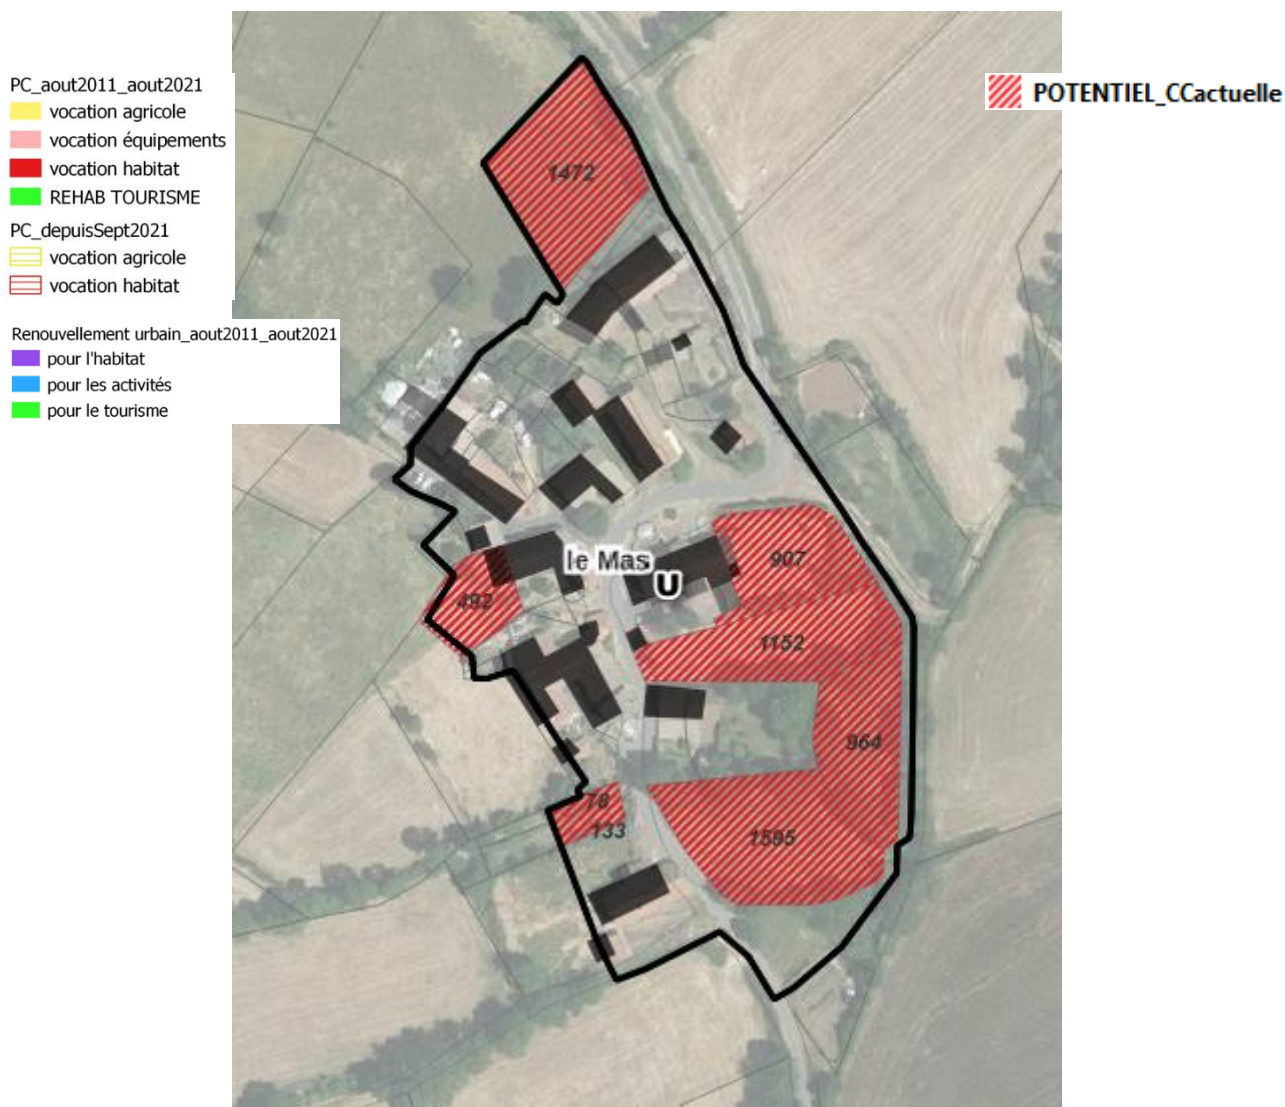 PC_aout2011_aout2021
vocation agricole
vocation équipements
vocation habitat
REHAB TOURISME
PC_depuisSept2021
vocation agricole
vocation habitat
Renouvellement urbain_aout2011_aout2021
pour l'habitat
pour les activités
pour le tourisme
POTENTIEL_CCactuelle
1472
907
le Mas
U
492
1152
964
78
133
1595